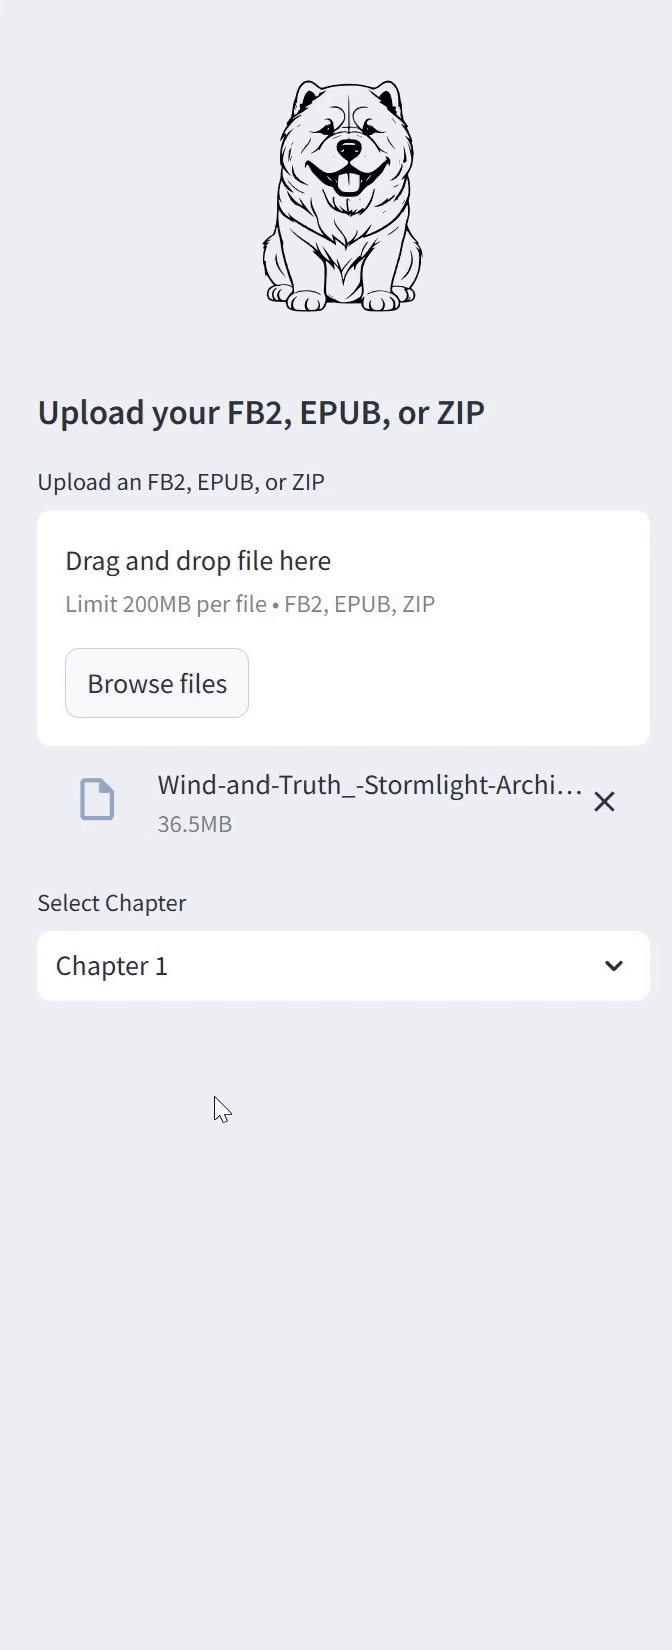 Upload your FB2, EPUB, or ZIP
Upload an FB2, EPUB, or ZIP
Drag and drop file here
Limit 200MB per file • FB2, EPUB, ZIP
Browse files
Wind-and-Truth_-Stormlight-Archi...
36.5MB
Select Chapter
Chapter 1